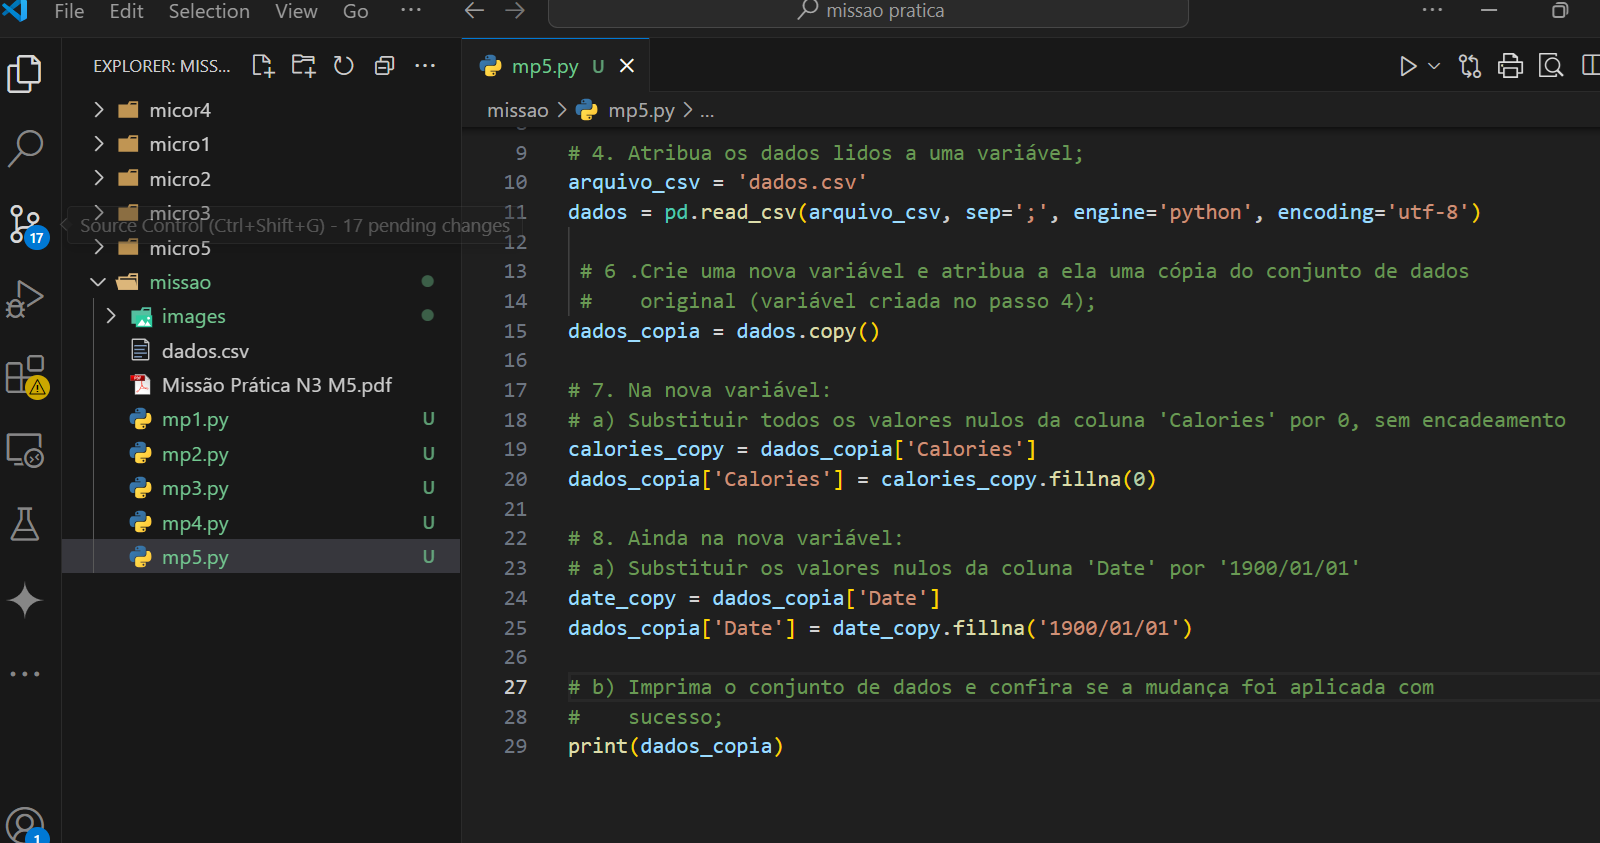 File Edit Selection View Go ... missao pratica
EXPLORER: MISS...
micor4
micro1
micro2
micro3
Source Control (Ctrl+Shift+G) - 17 pending changes
17
micro5
missao
images
dados.csv
Missão Prática N3 M5.pdf
mp1.py U
mp2.py U
mp3.py U
mp4.py U
mp5.py U
1
mp5.py U
missao > mp5.py > ...
9 # 4. Atribua os dados lidos a uma variável;
10 arquivo_csv = 'dados.csv'
11 dados = pd.read_csv(arquivo_csv, sep=';', engine='python', encoding='utf-8')
12
13 # 6 .Crie uma nova variável e atribua a ela uma cópia do conjunto de dados
14 #    original (variável criada no passo 4);
15 dados_copia = dados.copy()
16
17 # 7. Na nova variável:
18 # a) Substituir todos os valores nulos da coluna 'Calories' por 0, sem encadeamento
19 calories_copy = dados_copia['Calories']
20 dados_copia['Calories'] = calories_copy.fillna(0)
21
22 # 8. Ainda na nova variável:
23 # a) Substituir os valores nulos da coluna 'Date' por '1900/01/01'
24 date_copy = dados_copia['Date']
25 dados_copia['Date'] = date_copy.fillna('1900/01/01')
26
27 # b) Imprima o conjunto de dados e confira se a mudança foi aplicada com
28 #    sucesso;
29 print(dados_copia)